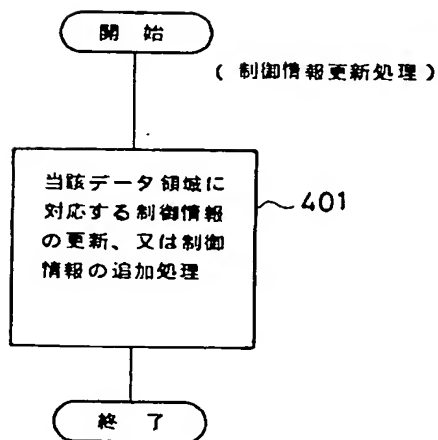 開始
( 制御情報更新処理 )
当該データ領域に
対応する制御情報
の更新、又は制御
情報の追加処理
401
終了